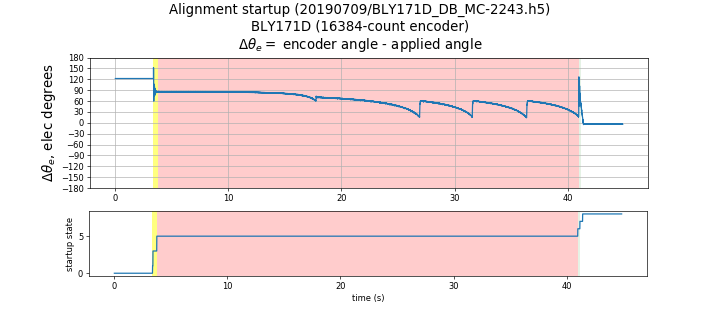 Alignment startup (20190709/BLY171D_DB_MC-2243.h5)
BLY171D (16384-count encoder)
Δθe = encoder angle - applied angle
180
150
120
90
60
30
0
−30
−60
−90
−120
−150
−180
Δθe, elec degrees
0 10 20 30 40
5
0
startup state
0 10 20 30 40
time (s)